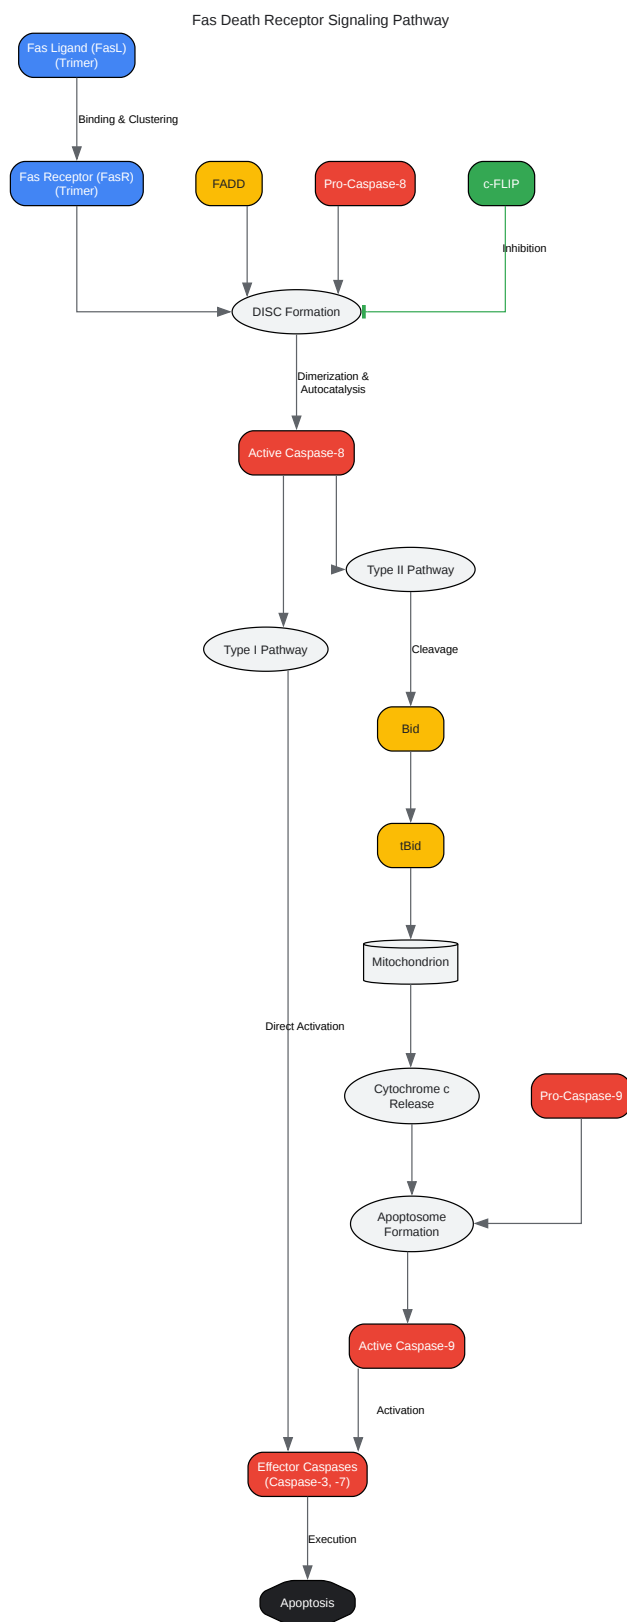 Fas Death Receptor Signaling Pathway
Fas Ligand (FasL)
(Trimer)
Binding & Clustering
Fas Receptor (FasR)
(Trimer)
FADD
Pro-Caspase-8
c-FLIP
Inhibition
DISC Formation
Dimerization &
Autocatalysis
Active Caspase-8
Type II Pathway
Type I Pathway
Cleavage
Bid
tBid
Mitochondrion
Direct Activation
Cytochrome c
Release
Pro-Caspase-9
Apoptosome
Formation
Active Caspase-9
Activation
Effector Caspases
(Caspase-3, -7)
Execution
Apoptosis